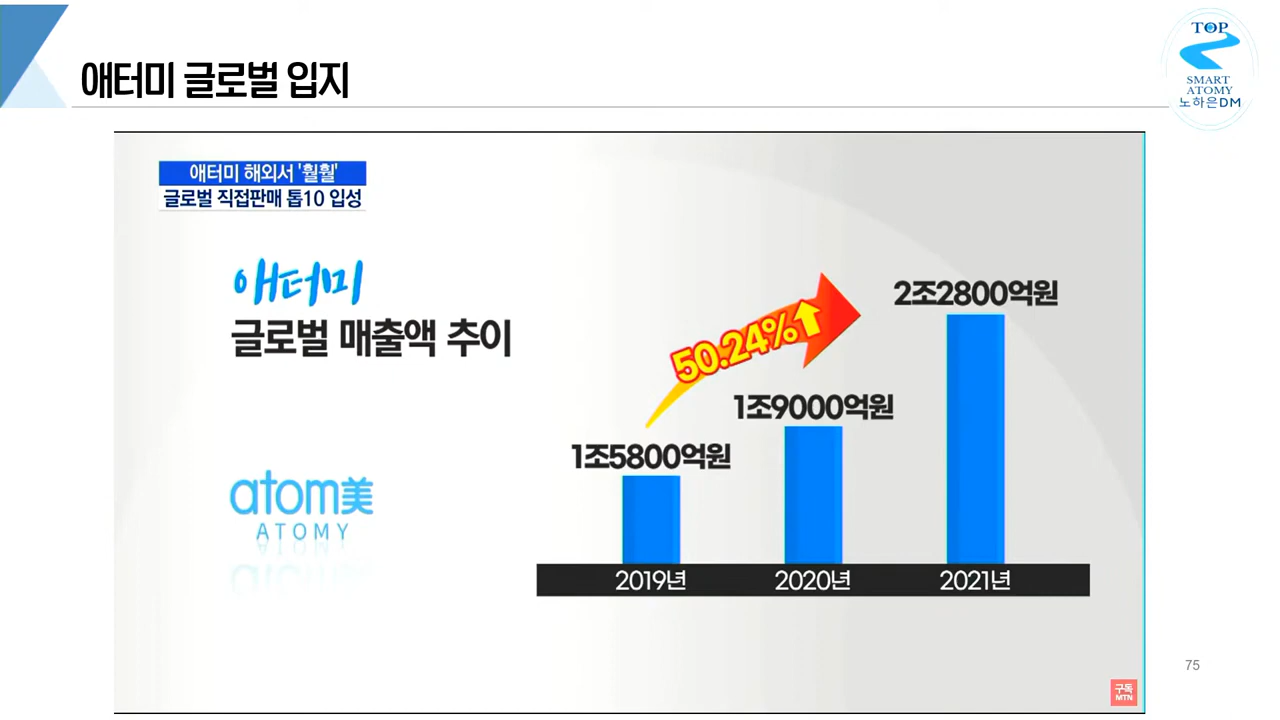 애터미 글로벌 입지
TOP
SMART
ATOMY
노하은DM
애터미 해외서 '훨훨'
글로벌 직접판매 톱10 입성
애터미
글로벌 매출액 추이
atom美
ATOMY
50.24%
1조5800억원
1조9000억원
2조2800억원
2019년
2020년
2021년
75
구독
MTN